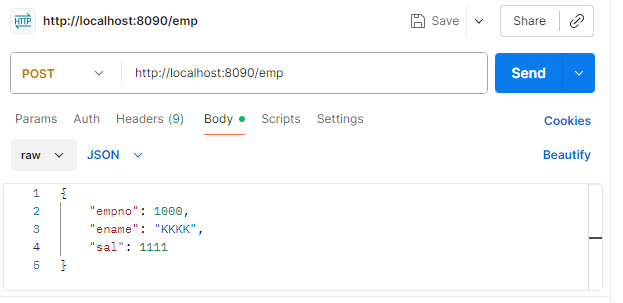 HTTP http://localhost:8090/emp Save Share
POST http://localhost:8090/emp Send
Params Auth Headers (9) Body Scripts Settings Cookies
raw JSON Beautify
1 {
2 "empno": 1000,
3 "ename": "KKKK",
4 "sal": 1111
5 }